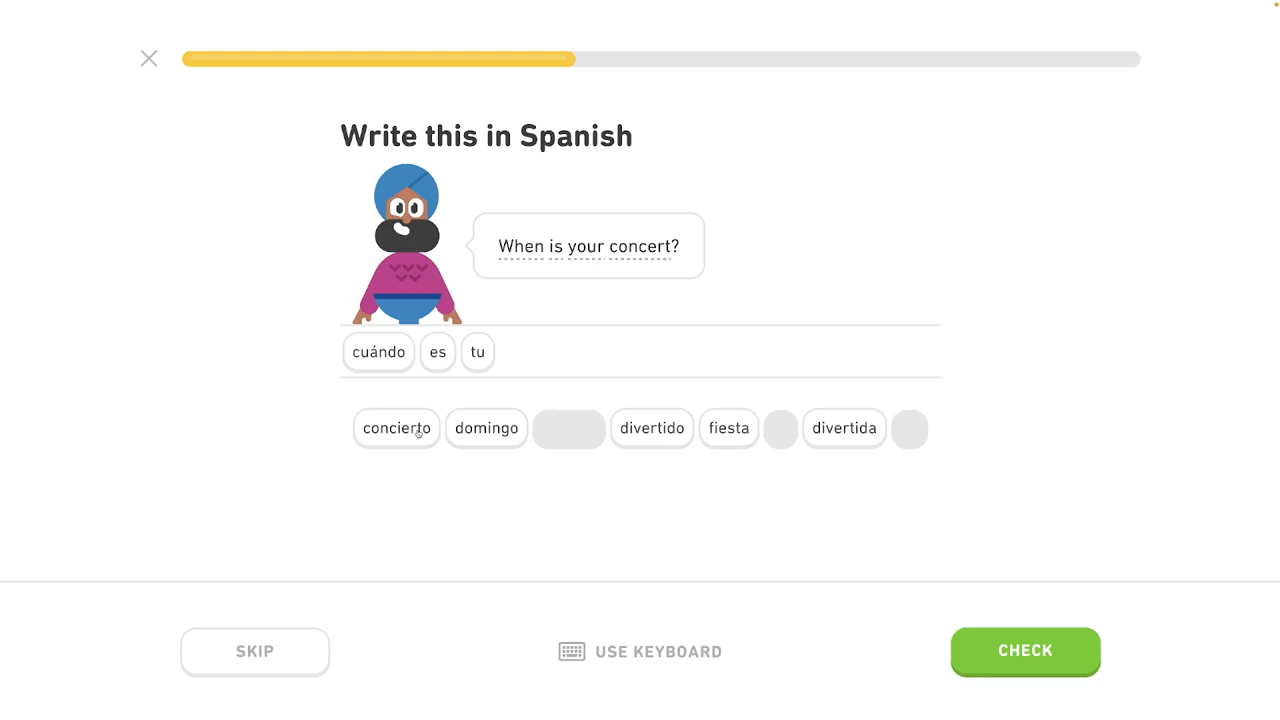 Write this in Spanish
When is your concert?
cuándo es tu
concierto domingo divertido fiesta divertida
SKIP USE KEYBOARD CHECK